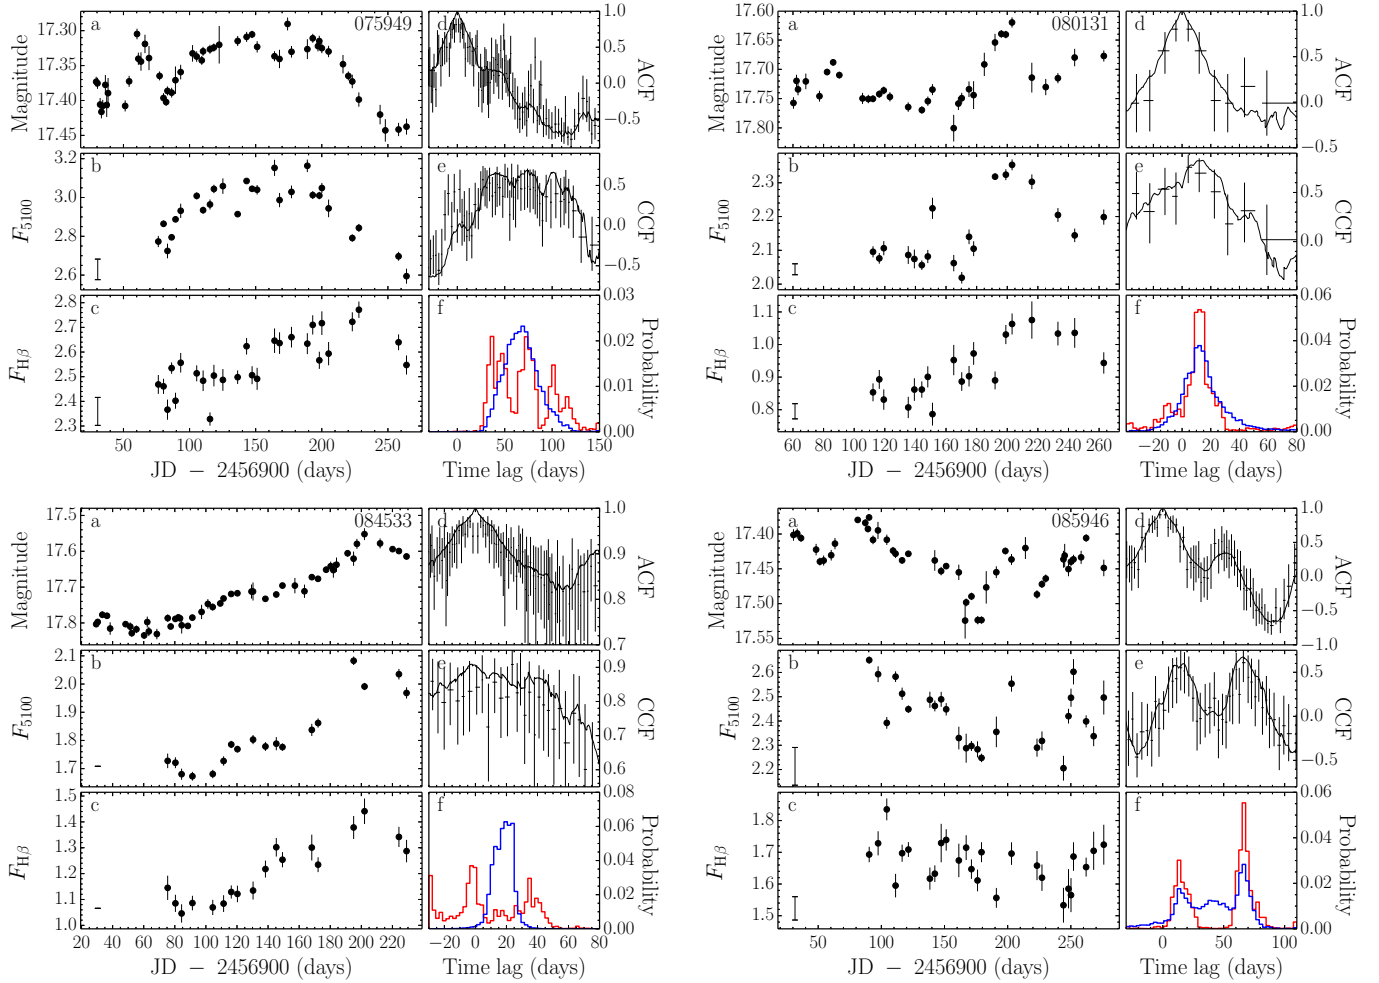 a 075949
17.30
17.35
17.40
17.45
Magnitude
d
1.0
0.5
0.0
−0.5
ACF
b
3.2
3.0
2.8
2.6
F5100
e
0.5
0.0
−0.5
CCF
c
2.8
2.7
2.6
2.5
2.4
2.3
FHβ
f
0.03
0.02
0.01
0.00
Probability
50 100 150 200 250
JD − 2456900 (days)
0 50 100 150
Time lag (days)
a 080131
17.60
17.65
17.70
17.75
17.80
Magnitude
d
1.0
0.5
0.0
−0.5
ACF
b
2.3
2.2
2.1
2.0
F5100
e
0.5
0.0
CCF
c
1.1
1.0
0.9
0.8
FHβ
f
0.06
0.04
0.02
0.00
Probability
60 80 100 120 140 160 180 200 220 240 260
JD − 2456900 (days)
−20 0 20 40 60 80
Time lag (days)
a 084533
17.5
17.6
17.7
17.8
Magnitude
d
1.0
0.9
0.8
0.7
ACF
b
2.1
2.0
1.9
1.8
1.7
F5100
e
0.9
0.8
0.7
0.6
CCF
c
1.5
1.4
1.3
1.2
1.1
1.0
FHβ
f
0.08
0.06
0.04
0.02
0.00
Probability
20 40 60 80 100 120 140 160 180 200 220
JD − 2456900 (days)
−20 0 20 40 60 80
Time lag (days)
a 085946
17.40
17.45
17.50
17.55
Magnitude
d
1.0
0.5
0.0
−0.5
−1.0
ACF
b
2.6
2.5
2.4
2.3
2.2
F5100
e
0.5
0.0
−0.5
CCF
c
1.8
1.7
1.6
1.5
FHβ
f
0.06
0.04
0.02
0.00
Probability
50 100 150 200 250
JD − 2456900 (days)
0 50 100
Time lag (days)